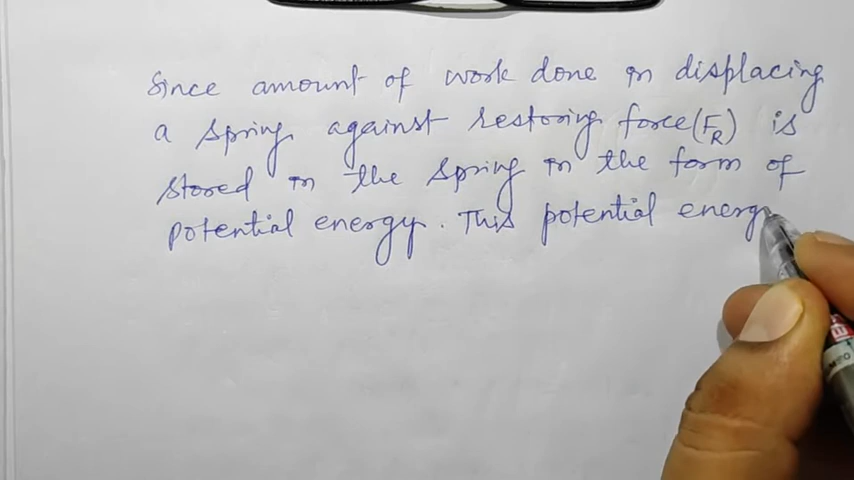 Since amount of work done in displacing
a spring against restoring force (FR) is
stored in the spring in the form of
potential energy. This potential energy